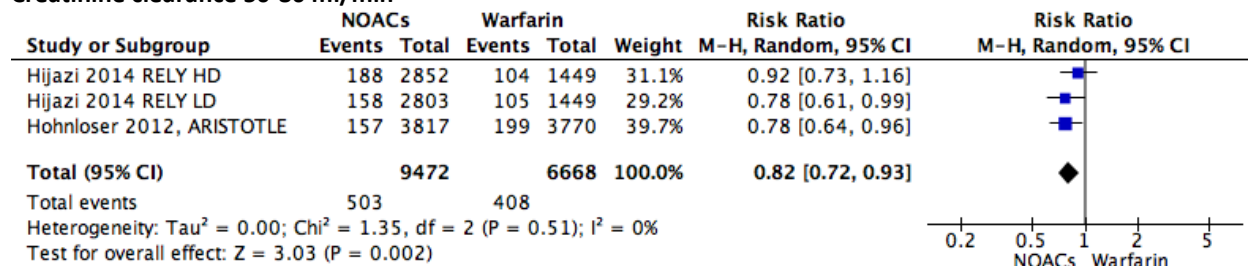 Creatinine clearance ml/min
NOACs Warfarin Risk Ratio Risk Ratio
Study or Subgroup Events Total Events Total Weight M-H, Random, 95% CI M-H, Random, 95% CI
Hijazi 2014 RELY HD 188 2852 104 1449 31.1% 0.92 [0.73, 1.16]
Hijazi 2014 RELY LD 158 2803 105 1449 29.2% 0.78 [0.61, 0.99]
Hohnloser 2012, ARISTOTLE 157 3817 199 3770 39.7% 0.78 [0.64, 0.96]
Total (95% CI) 9472 6668 100.0% 0.82 [0.72, 0.93]
Total events 503 408
Heterogeneity: Tau² = 0.00; Chi² = 1.35, df = 2 (P = 0.51); I² = 0%
Test for overall effect: Z = 3.03 (P = 0.002)
0.2 0.5 1 2 5
NOACs Warfarin